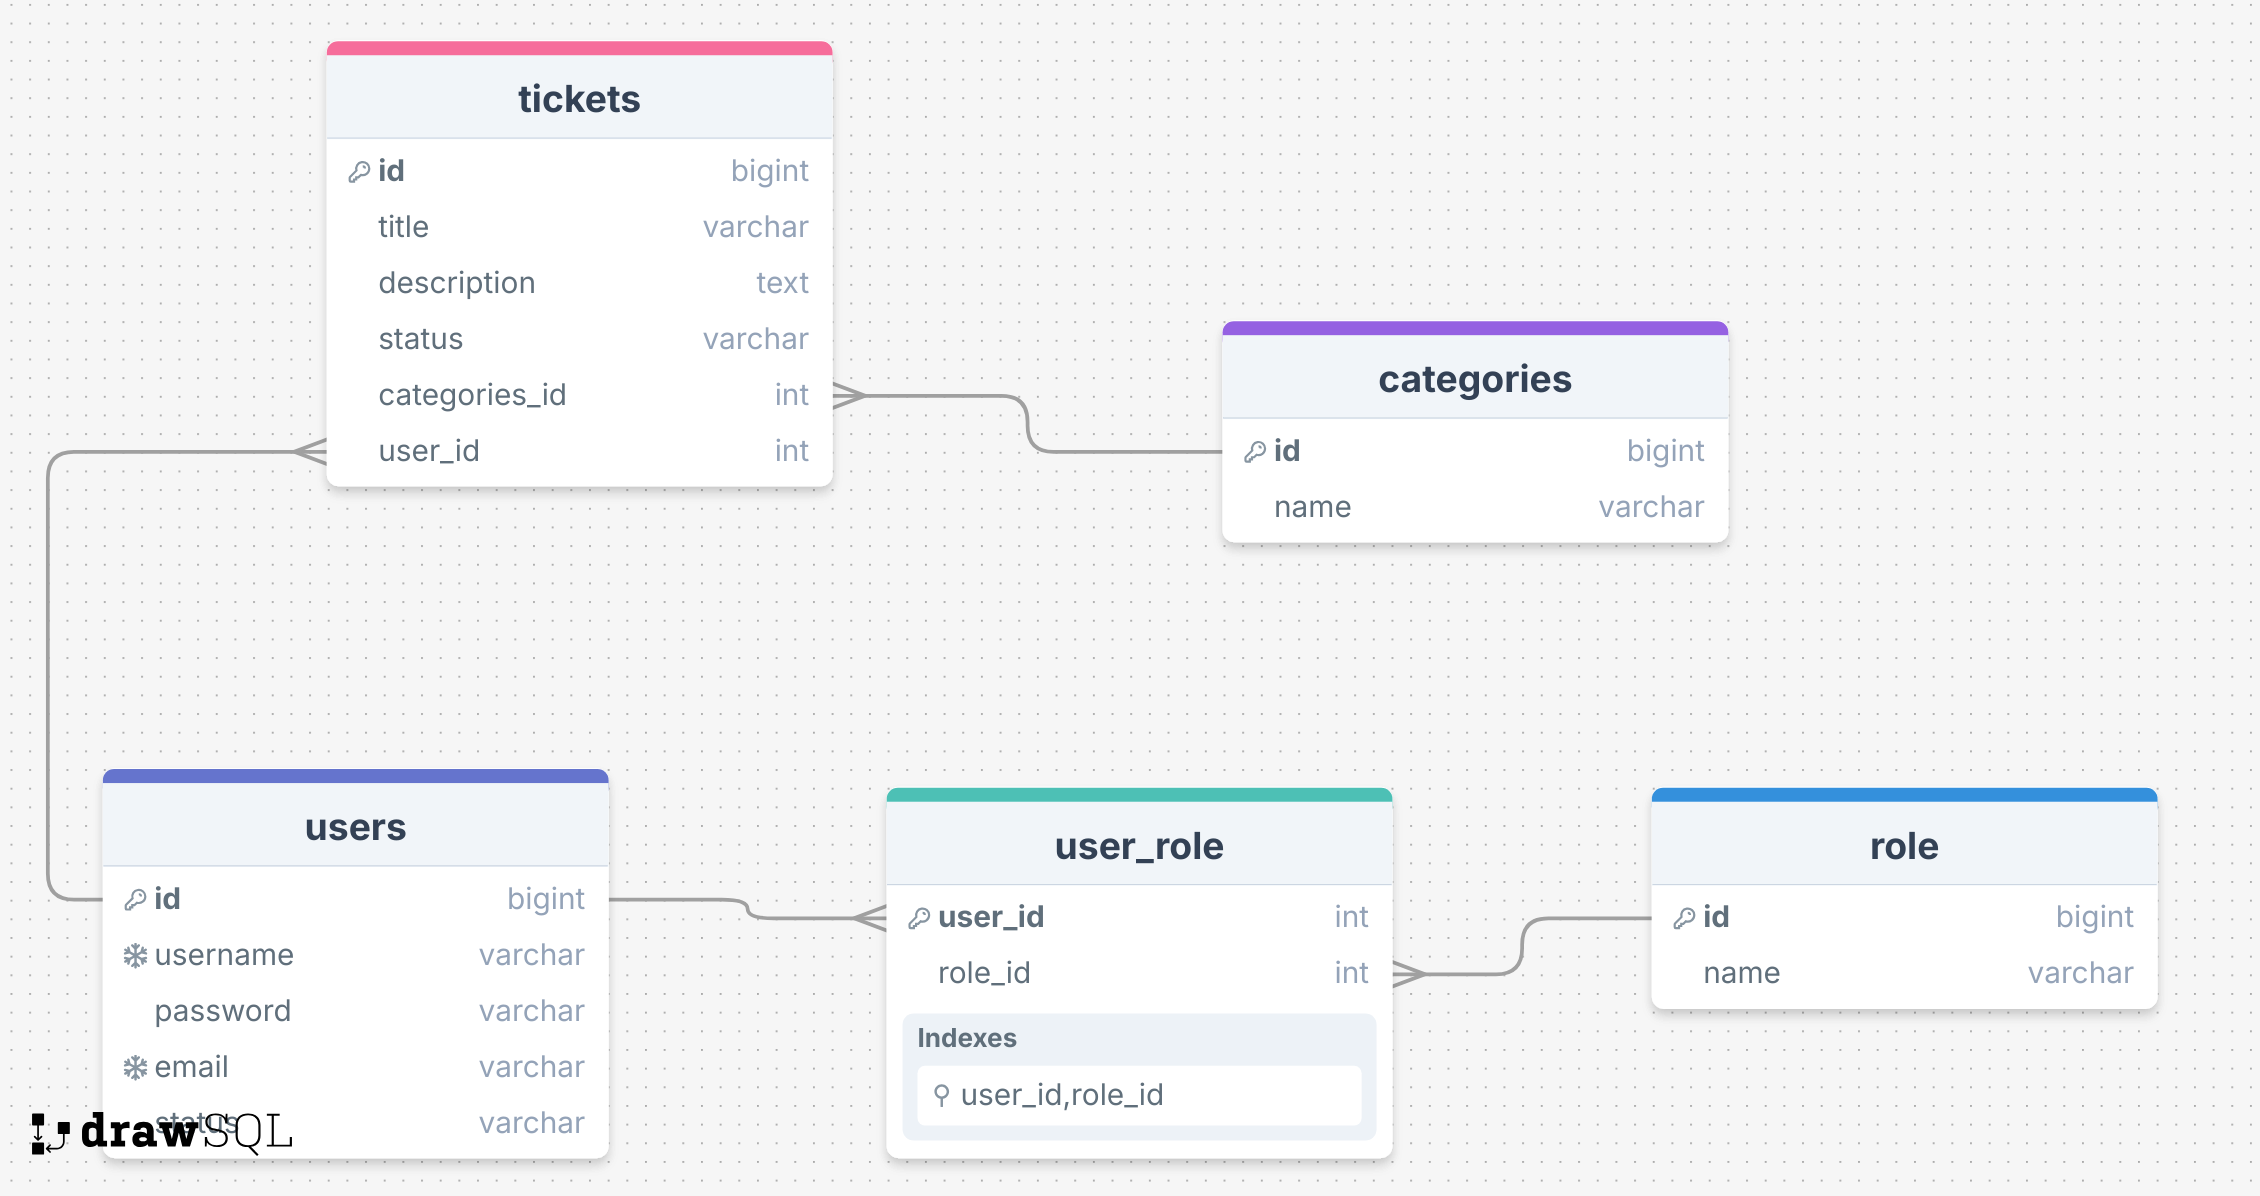 tickets
id bigint
title varchar
description text
status varchar
categories_id int
user_id int
categories
id bigint
name varchar
users
id bigint
username varchar
password varchar
email varchar
status varchar
user_role
user_id int
role_id int
Indexes
user_id,role_id
role
id bigint
name varchar
drawSQL